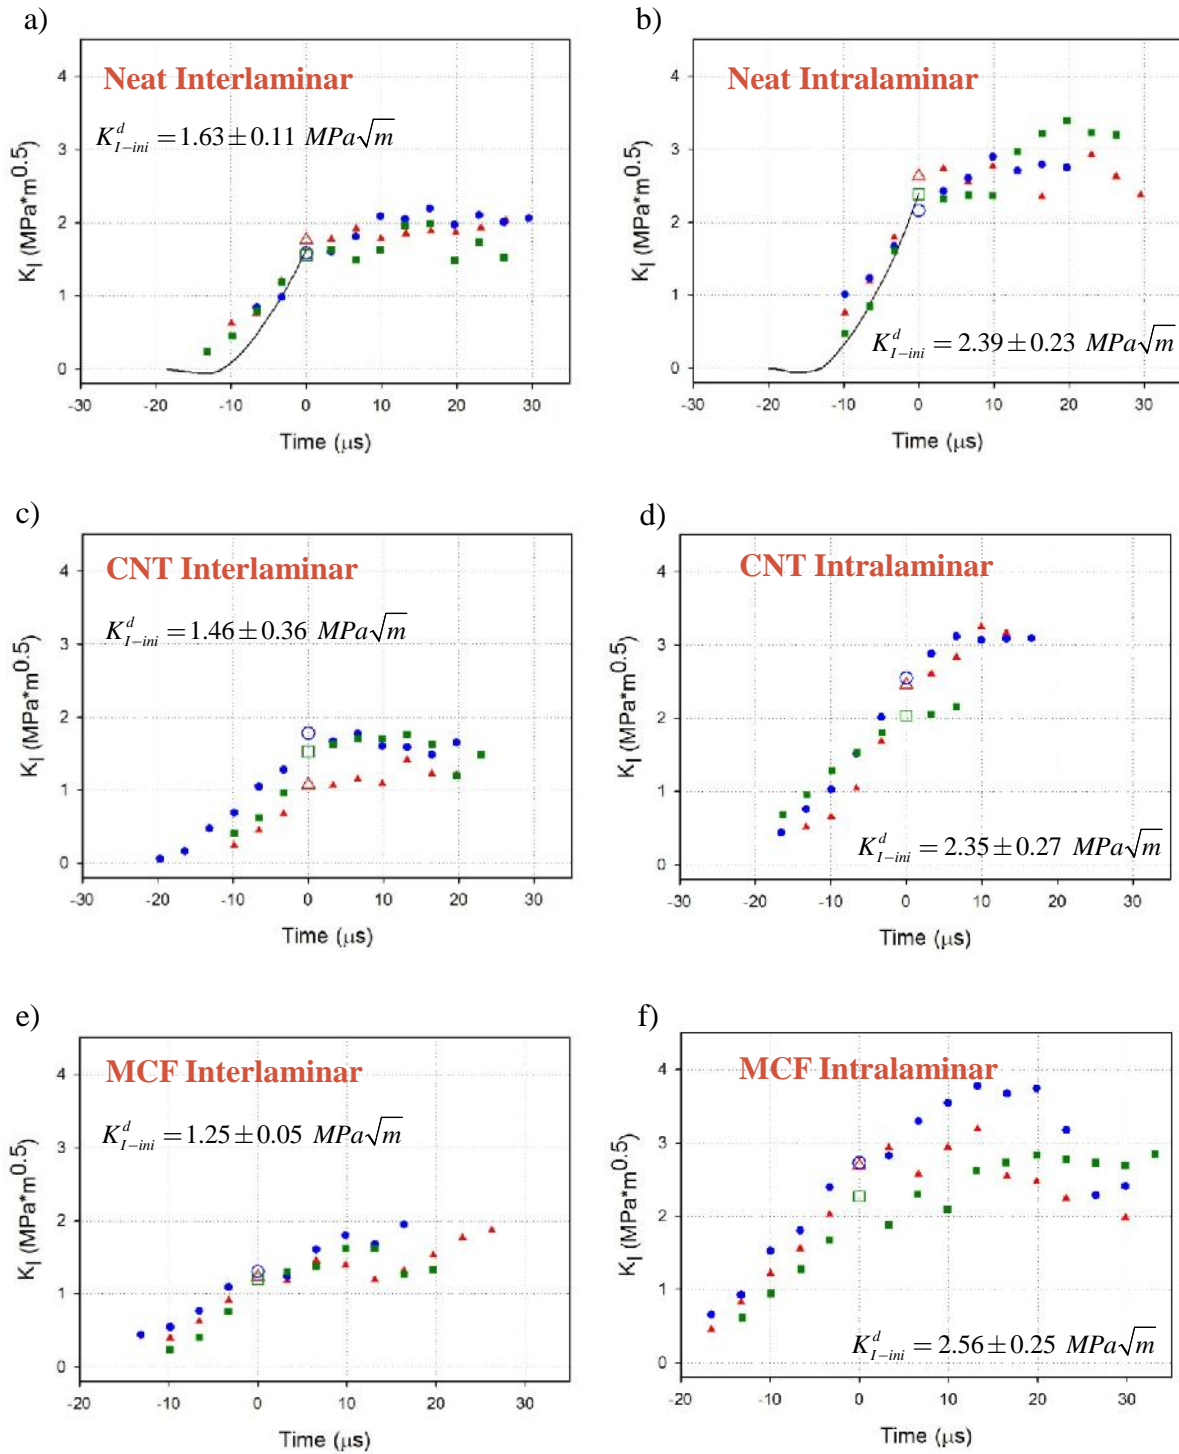 a)
Neat Interlaminar
K^d_{I-ini} = 1.63 ± 0.11 MPa√m
K_I (MPa*m^0.5)
4
3
2
1
0
-30 -20 -10 0 10 20 30
Time (μs)
b)
Neat Intralaminar
K^d_{I-ini} = 2.39 ± 0.23 MPa√m
K_I (MPa*m^0.5)
4
3
2
1
0
-30 -20 -10 0 10 20 30
Time (μs)
c)
CNT Interlaminar
K^d_{I-ini} = 1.46 ± 0.36 MPa√m
K_I (MPa*m^0.5)
4
3
2
1
0
-30 -20 -10 0 10 20 30
Time (μs)
d)
CNT Intralaminar
K^d_{I-ini} = 2.35 ± 0.27 MPa√m
K_I (MPa*m^0.5)
4
3
2
1
0
-30 -20 -10 0 10 20 30
Time (μs)
e)
MCF Interlaminar
K^d_{I-ini} = 1.25 ± 0.05 MPa√m
K_I (MPa*m^0.5)
4
3
2
1
0
-20 -10 0 10 20 30
Time (μs)
f)
MCF Intralaminar
K^d_{I-ini} = 2.56 ± 0.25 MPa√m
K_I (MPa*m^0.5)
4
3
2
1
0
-20 -10 0 10 20 30
Time (μs)